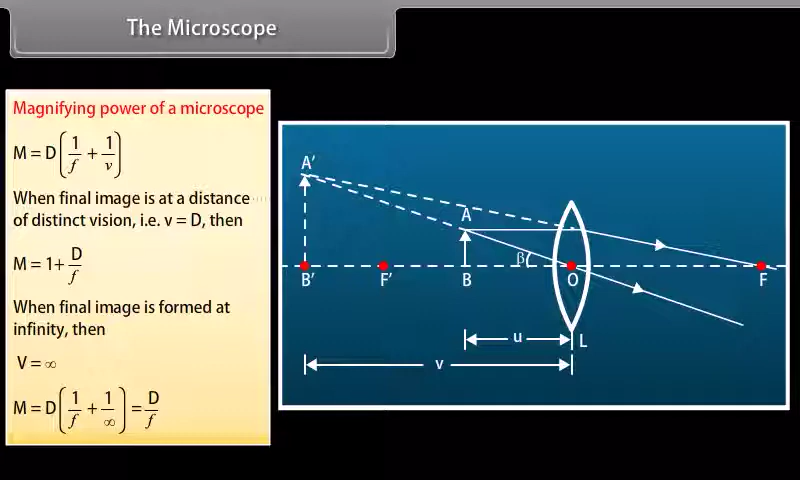 The Microscope
Magnifying power of a microscope
M = D(1/f + 1/v)
When final image is at a distance
of distinct vision, i.e. v = D, then
M = 1+ D/f
When final image is formed at
infinity, then
V = ∞
M = D(1/f + 1/∞) = D/f
A′
A
β
B′
F′
B
O
F
u
L
v